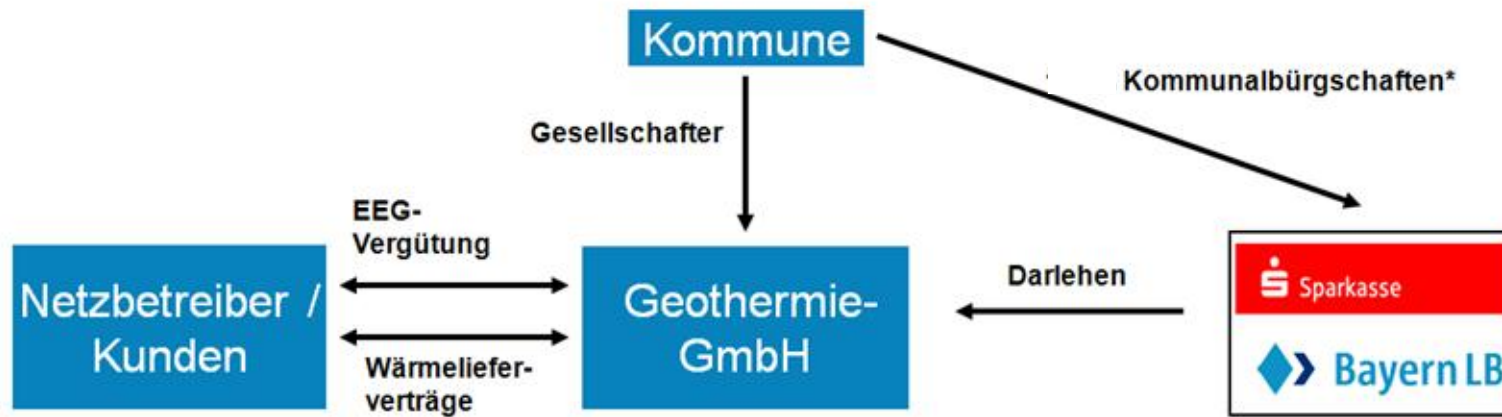 Kommune
Kommunalbürgschaften*
Gesellschafter
EEG-
Vergütung
Netzbetreiber /
Kunden
Wärmeliefer-
verträge
Geothermie-
GmbH
Darlehen
Sparkasse
Bayern LB